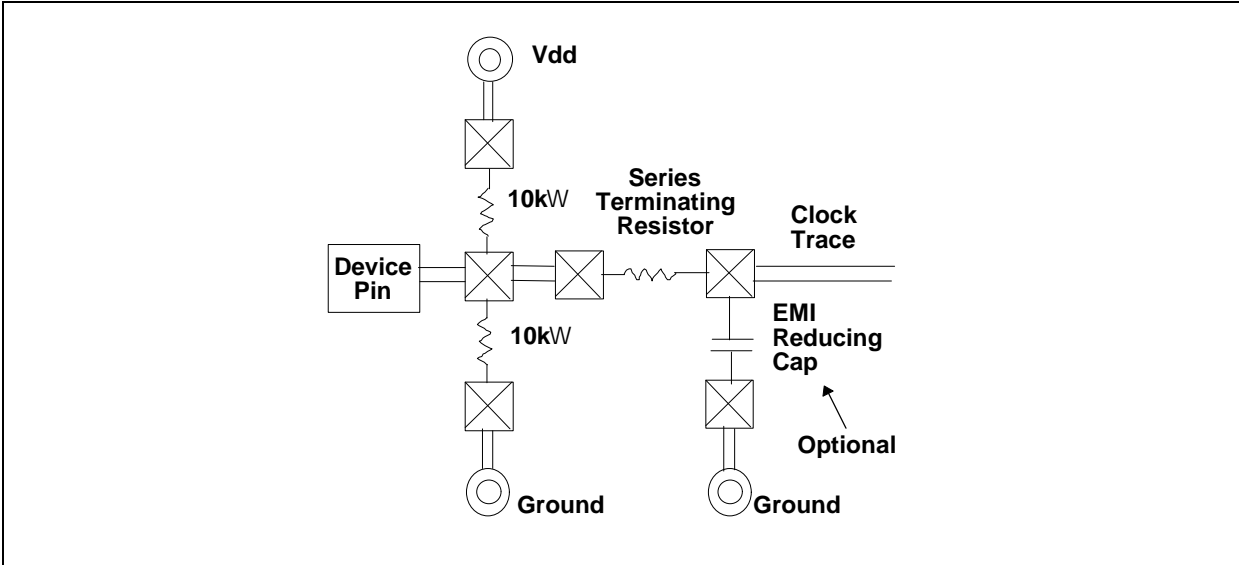 Vdd
10kW
Series
Terminating
Resistor
Clock
Trace
Device
Pin
10kW
EMI
Reducing
Cap
Optional
Ground
Ground